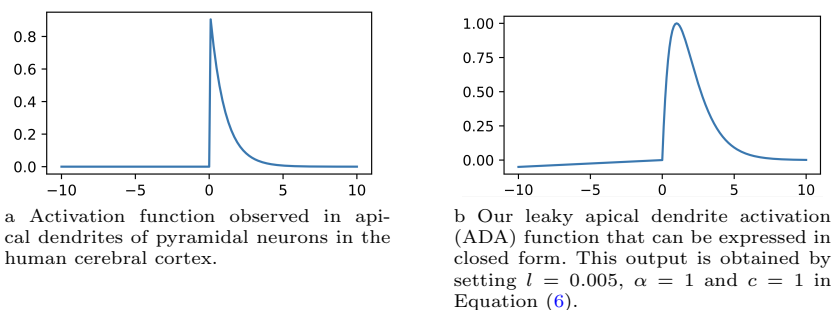 0.8
0.6
0.4
0.2
0.0
−10
−5
0
5
10
a Activation function observed in api-
cal dendrites of pyramidal neurons in the
human cerebral cortex.
1.00
0.75
0.50
0.25
0.00
−10
−5
0
5
10
b Our leaky apical dendrite activation
(ADA) function that can be expressed in
closed form. This output is obtained by
setting l = 0.005, α = 1 and c = 1 in
Equation (6).